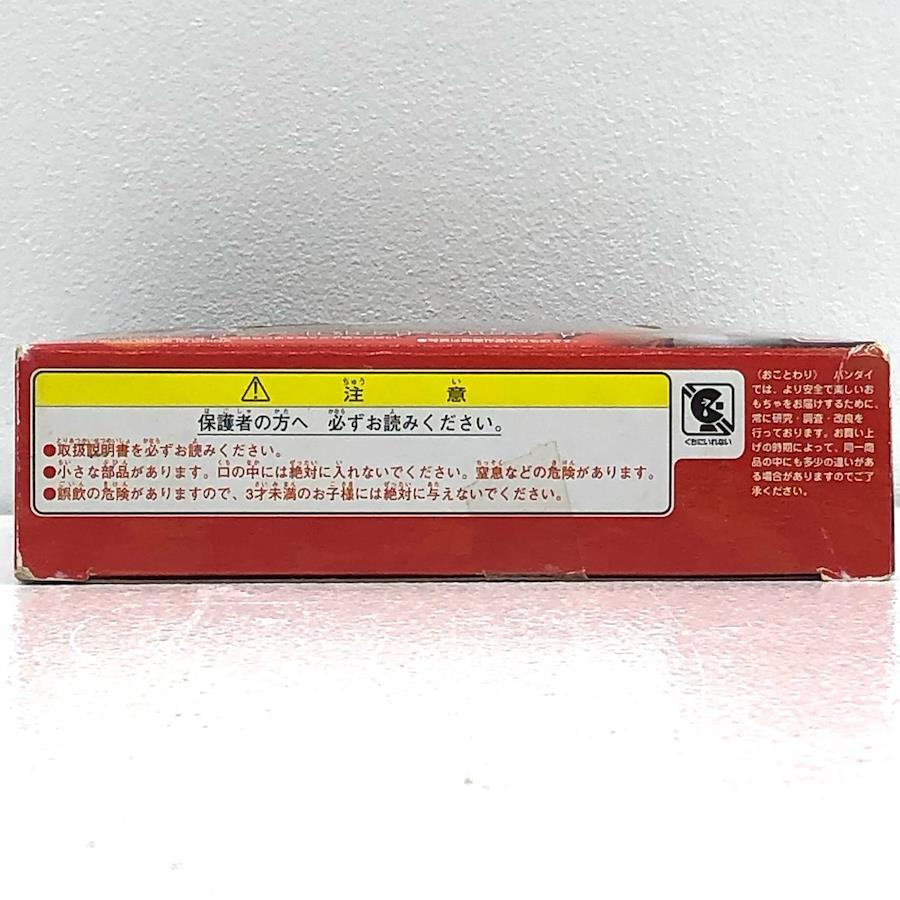 注意
保護者の方へ 必ずお読みください。
●取扱説明書を必ずお読みください。
●小さな部品があります。口の中には絶対に入れないでください。窒息などの危険があります。
●誤飲の危険がありますので、3才未満のお子様には絶対に与えないでください。
くちにいれない
〈おことわり〉 バンダイ
では、より安全で楽しいお
もちゃをお届けするために、
常に研究・調査・改良を
行っております。お買い上
げの時期によって、同一商
品の中にも多少の違いがあ
る場合がありますのでご了
承ください。